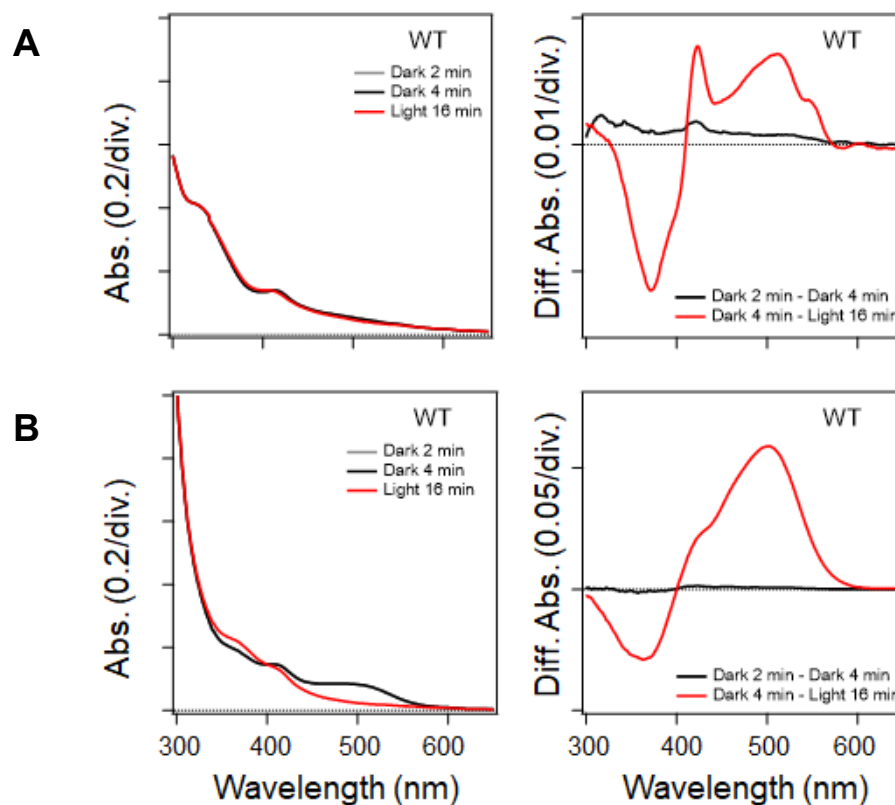 A
Abs. (0.2/div.)
WT
Dark 2 min
Dark 4 min
Light 16 min
Diff. Abs. (0.01/div.)
WT
Dark 2 min - Dark 4 min
Dark 4 min - Light 16 min
B
Abs. (0.2/div.)
WT
Dark 2 min
Dark 4 min
Light 16 min
300 400 500 600
Wavelength (nm)
Diff. Abs. (0.05/div.)
WT
Dark 2 min - Dark 4 min
Dark 4 min - Light 16 min
300 400 500 600
Wavelength (nm)